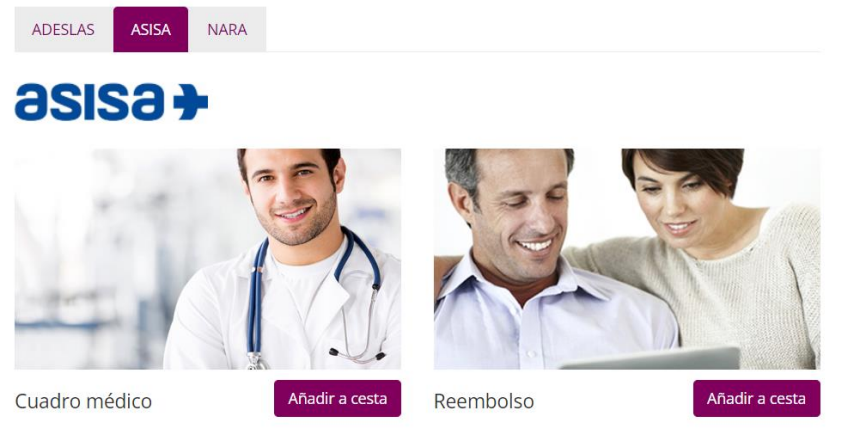 ADESLAS ASISA NARA
asisa
Cuadro médico Añadir a cesta Reembolso Añadir a cesta